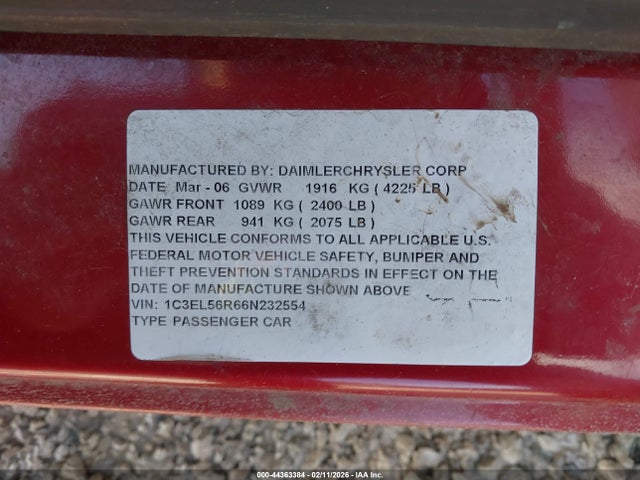 MANUFACTURED BY: DAIMLERCHRYSLER CORP
DATE Mar - 06 GVWR 1916 KG ( 4225 LB )
GAWR FRONT 1089 KG ( 2400 LB )
GAWR REAR 941 KG ( 2075 LB )
THIS VEHICLE CONFORMS TO ALL APPLICABLE U.S.
FEDERAL MOTOR VEHICLE SAFETY, BUMPER AND
THEFT PREVENTION STANDARDS IN EFFECT ON THE
DATE OF MANUFACTURE SHOWN ABOVE
VIN: 1C3EL56R66N232554
TYPE PASSENGER CAR
000-44363384 - 02/11/2026 - IAA Inc.